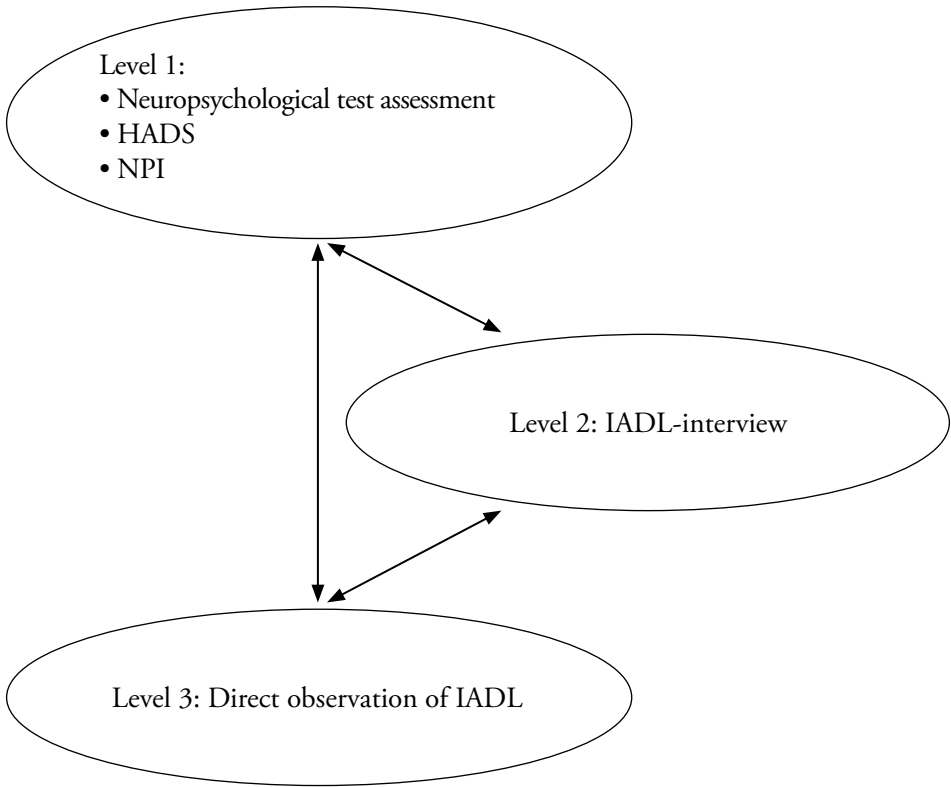 Level 1:
• Neuropsychological test assessment
• HADS
• NPI
Level 2: IADL-interview
Level 3: Direct observation of IADL